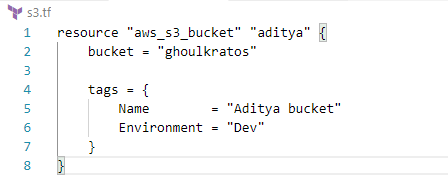 s3.tf
1 resource "aws_s3_bucket" "aditya" {
2     bucket = "ghoulkratos"
3
4     tags = {
5         Name        = "Aditya bucket"
6         Environment = "Dev"
7     }
8 }